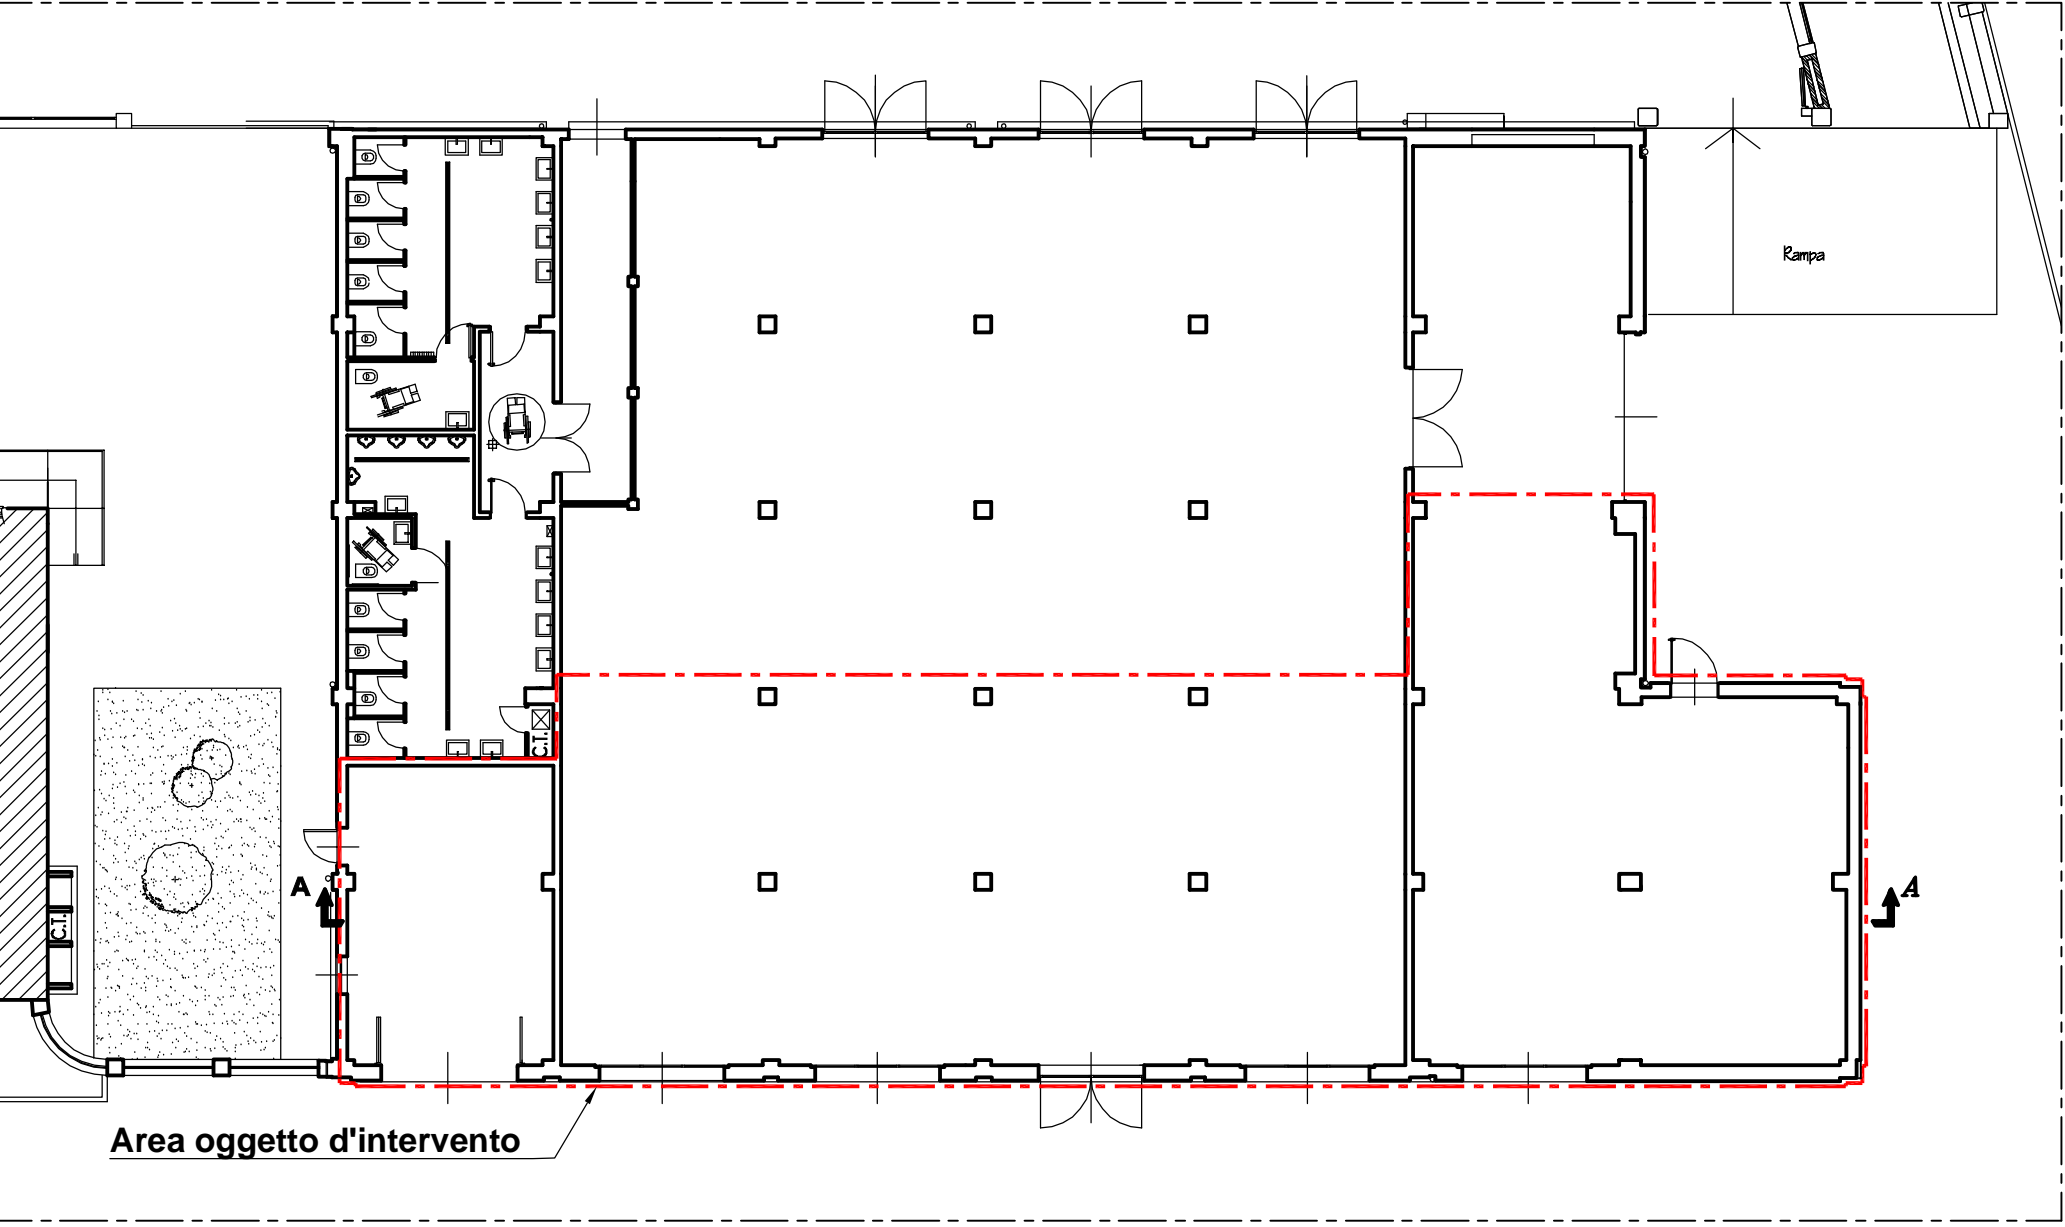 Rampa
C.T.
A
A
C.T.
Area oggetto d'intervento